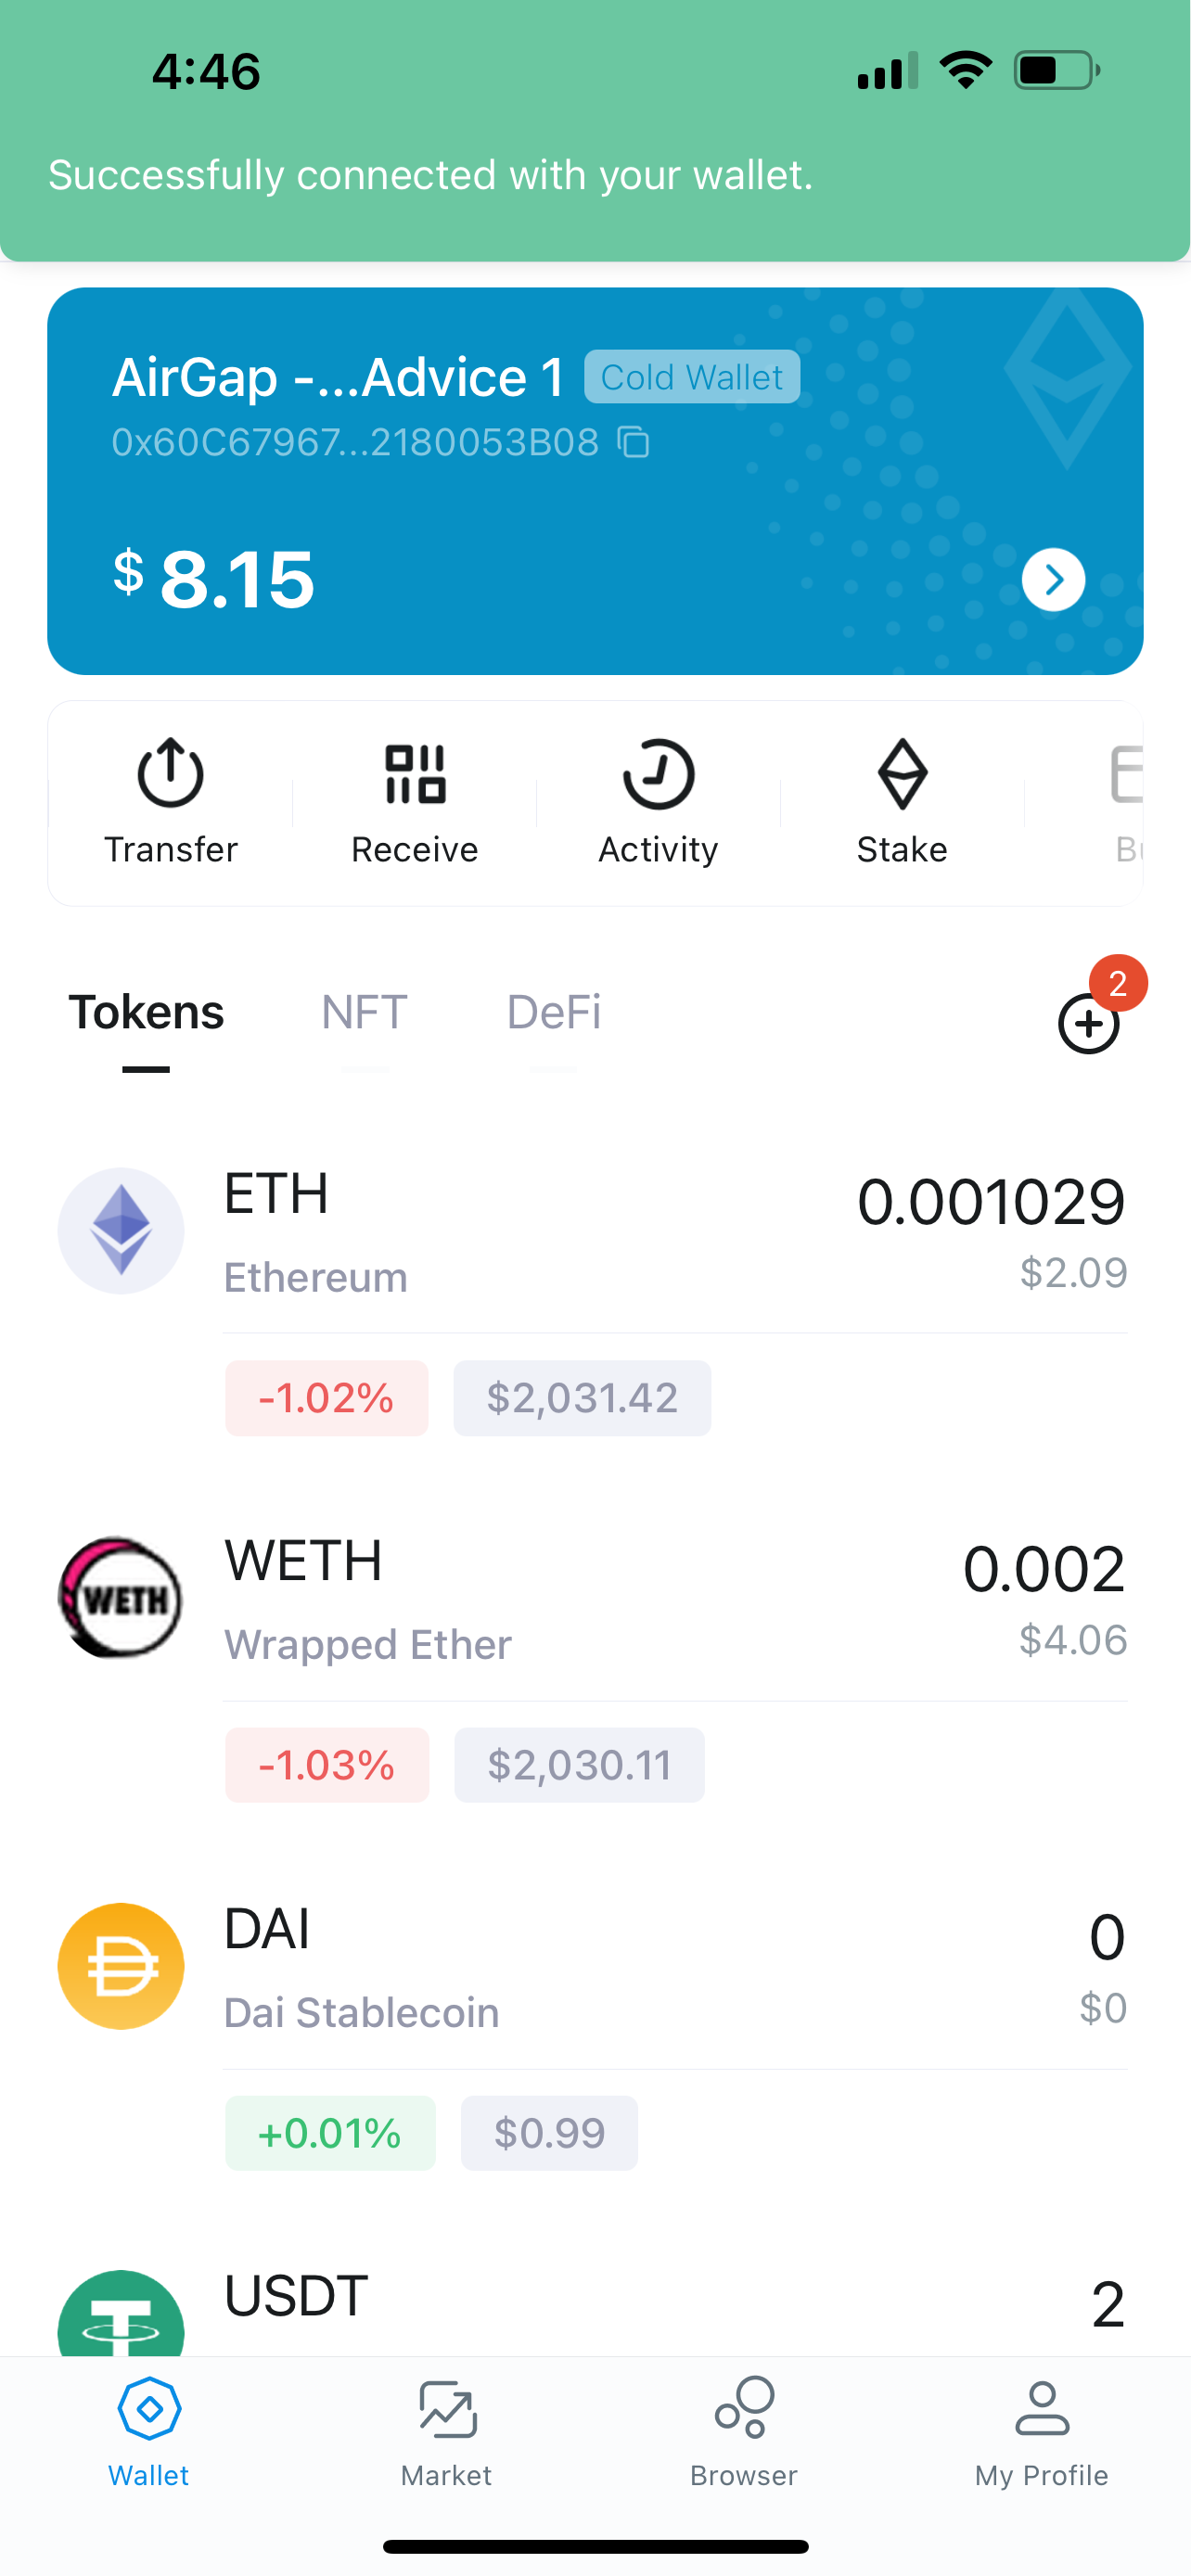 4:46
Successfully connected with your wallet.
AirGap -...Advice 1 Cold Wallet
0x60C67967...2180053B08
$ 8.15
Transfer Receive Activity Stake
Tokens NFT DeFi 2
ETH 0.001029
Ethereum $2.09
-1.02% $2,031.42
WETH
WETH 0.002
Wrapped Ether $4.06
-1.03% $2,030.11
DAI 0
Dai Stablecoin $0
+0.01% $0.99
USDT 2
Wallet Market Browser My Profile